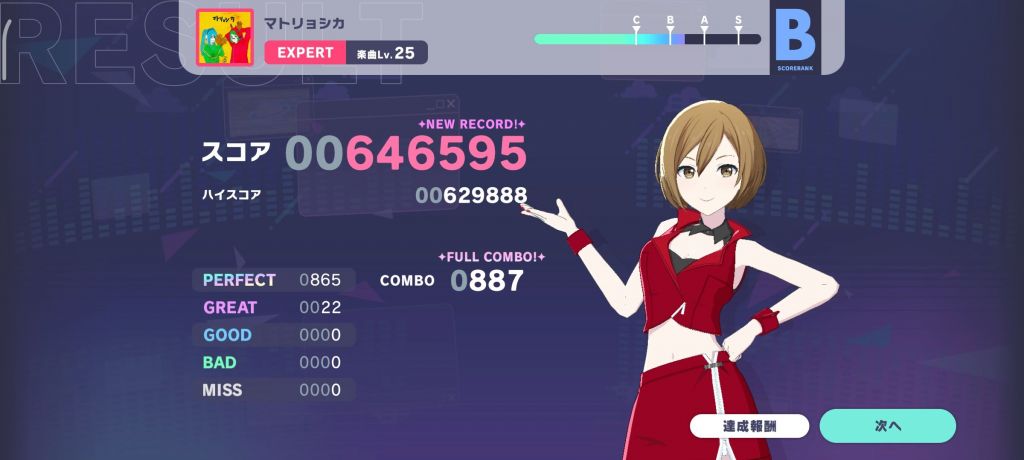 RESULT
マトリョシカ
EXPERT 楽曲Lv.25
C B A S
B
SCORERANK
NEW RECORD!
スコア 00646595
ハイスコア 00629888
FULL COMBO!
COMBO 0887
PERFECT 0865
GREAT 0022
GOOD 0000
BAD 0000
MISS 0000
達成報酬
次へ